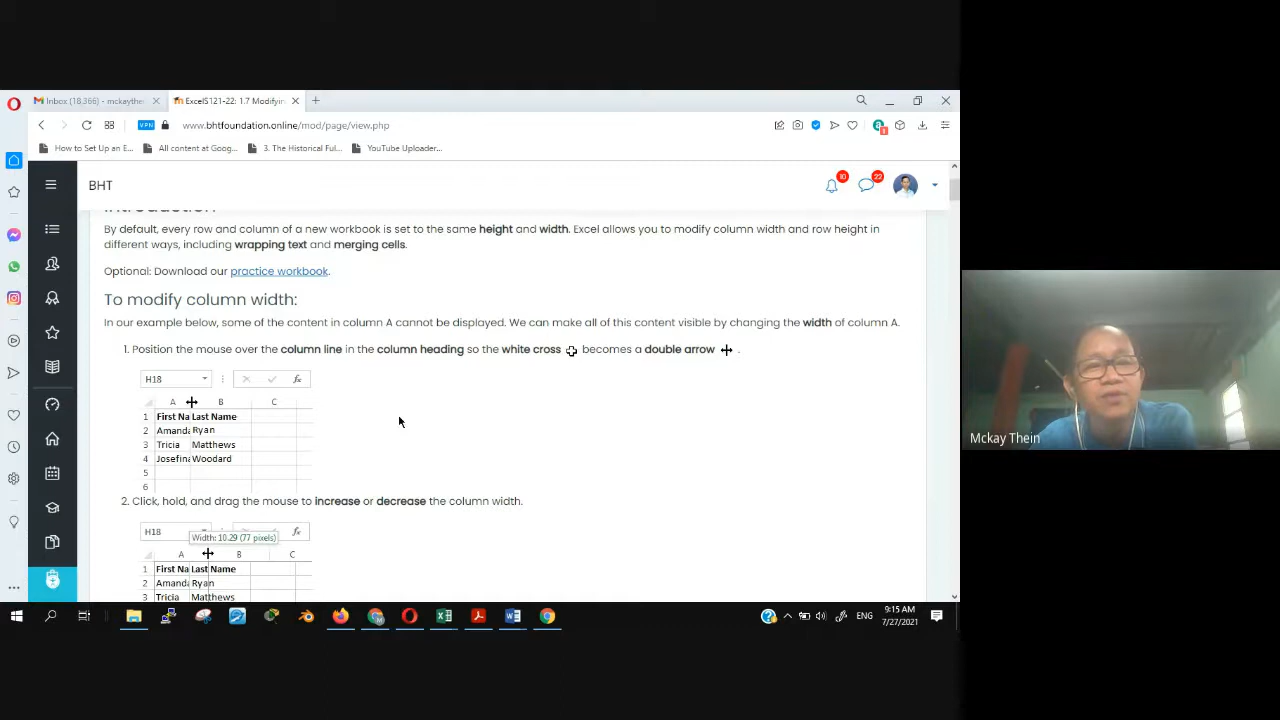 Inbox (18,366) - mckaythe
ExcelS121-22: 1.7 Modifyin
VPN
www.bhtfoundation.online/mod/page/view.php
1
How to Set Up an E...
All content at Goog...
3. The Historical Ful...
YouTube Uploader...
BHT
10
22
Introduction
By default, every row and column of a new workbook is set to the same height and width. Excel allows you to modify column width and row height in
different ways, including wrapping text and merging cells.
Optional: Download our practice workbook.
To modify column width:
In our example below, some of the content in column A cannot be displayed. We can make all of this content visible by changing the width of column A.
1. Position the mouse over the column line in the column heading so the white cross becomes a double arrow .
H18 fx
A B C
1 First Na Last Name
2 Amanda Ryan
3 Tricia Matthews
4 Josefina Woodard
5
6
2. Click, hold, and drag the mouse to increase or decrease the column width.
H18 fx
Width: 10.29 (77 pixels)
A B C
1 First Na Last Name
2 Amanda Ryan
3 Tricia Matthews
Mckay Thein
ENG
9:15 AM
7/27/2021